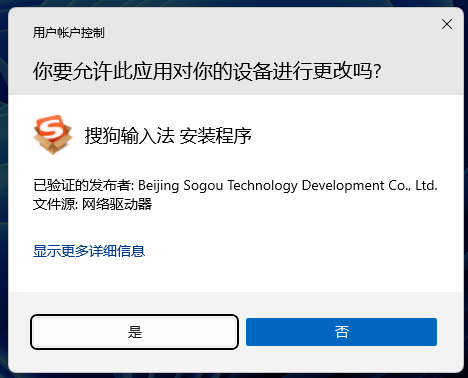 用户帐户控制
你要允许此应用对你的设备进行更改吗?
搜狗输入法 安装程序
已验证的发布者: Beijing Sogou Technology Development Co., Ltd.
文件源: 网络驱动器
显示更多详细信息
是
否